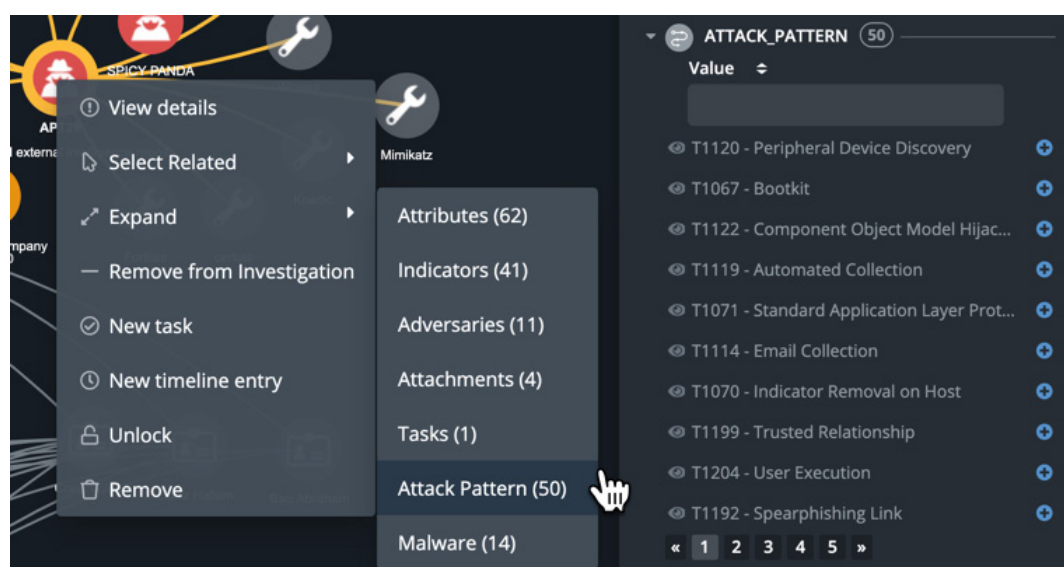 SPICY PANDA
AP
l externa
mpany
Mimikatz
View details
Select Related
Expand
Remove from Investigation
New task
New timeline entry
Unlock
Remove
Attributes (62)
Indicators (41)
Adversaries (11)
Attachments (4)
Tasks (1)
Attack Pattern (50)
Malware (14)
ATTACK_PATTERN 50
Value
T1120 - Peripheral Device Discovery
T1067 - Bootkit
T1122 - Component Object Model Hijac...
T1119 - Automated Collection
T1071 - Standard Application Layer Prot...
T1114 - Email Collection
T1070 - Indicator Removal on Host
T1199 - Trusted Relationship
T1204 - User Execution
T1192 - Spearphishing Link
« 1 2 3 4 5 »